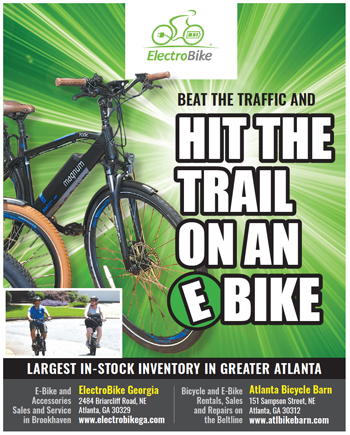 ElectroBike
BEAT THE TRAFFIC AND
HIT THE
TRAIL
ON AN
E BIKE
magnum
LARGEST IN-STOCK INVENTORY IN GREATER ATLANTA
E-Bike and
Accessories
Sales and Service
in Brookhaven
ElectroBike Georgia
2484 Briarcliff Road, NE
Atlanta, GA 30329
www.electrobikega.com
Bicycle and E-Bike
Rentals, Sales
and Repairs on
the Beltline
Atlanta Bicycle Barn
151 Sampson Street, NE
Atlanta, GA 30312
www.atlbikebarn.com